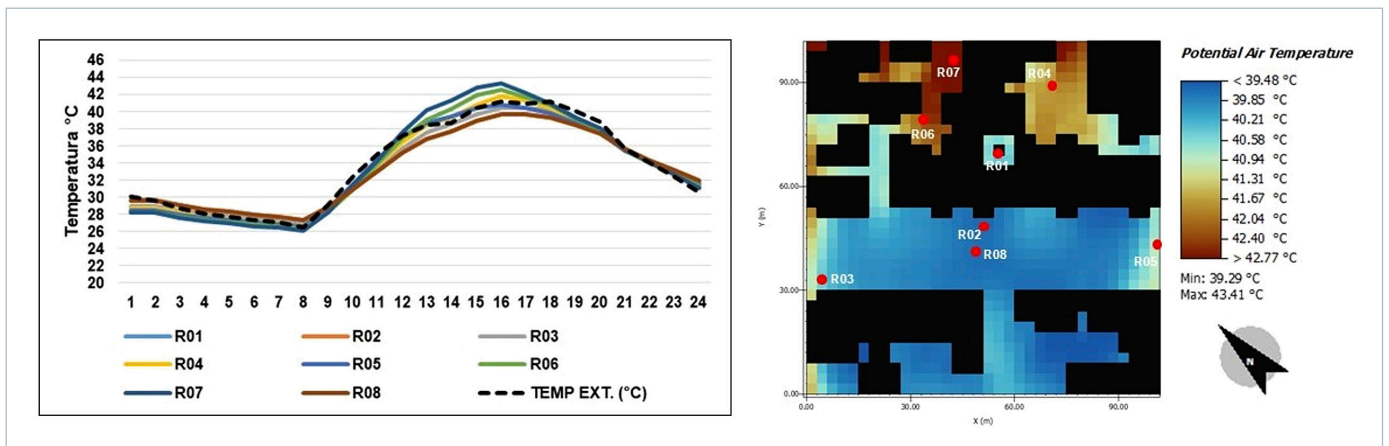 Temperatura °C
46
44
42
40
38
36
34
32
30
28
26
24
22
20
1 2 3 4 5 6 7 8 9 10 11 12 13 14 15 16 17 18 19 20 21 22 23 24
R01 R02 R03
R04 R05 R06
R07 R08 TEMP EXT. (°C)
R07 R04
R06
R01
R02
R08
R05
R03
Y (m)
90.00
60.00
30.00
0.00
0.00 30.00 60.00 90.00
X (m)
Potential Air Temperature
< 39.48 °C
39.85 °C
40.21 °C
40.58 °C
40.94 °C
41.31 °C
41.67 °C
42.04 °C
42.40 °C
> 42.77 °C
Min: 39.29 °C
Max: 43.41 °C
N